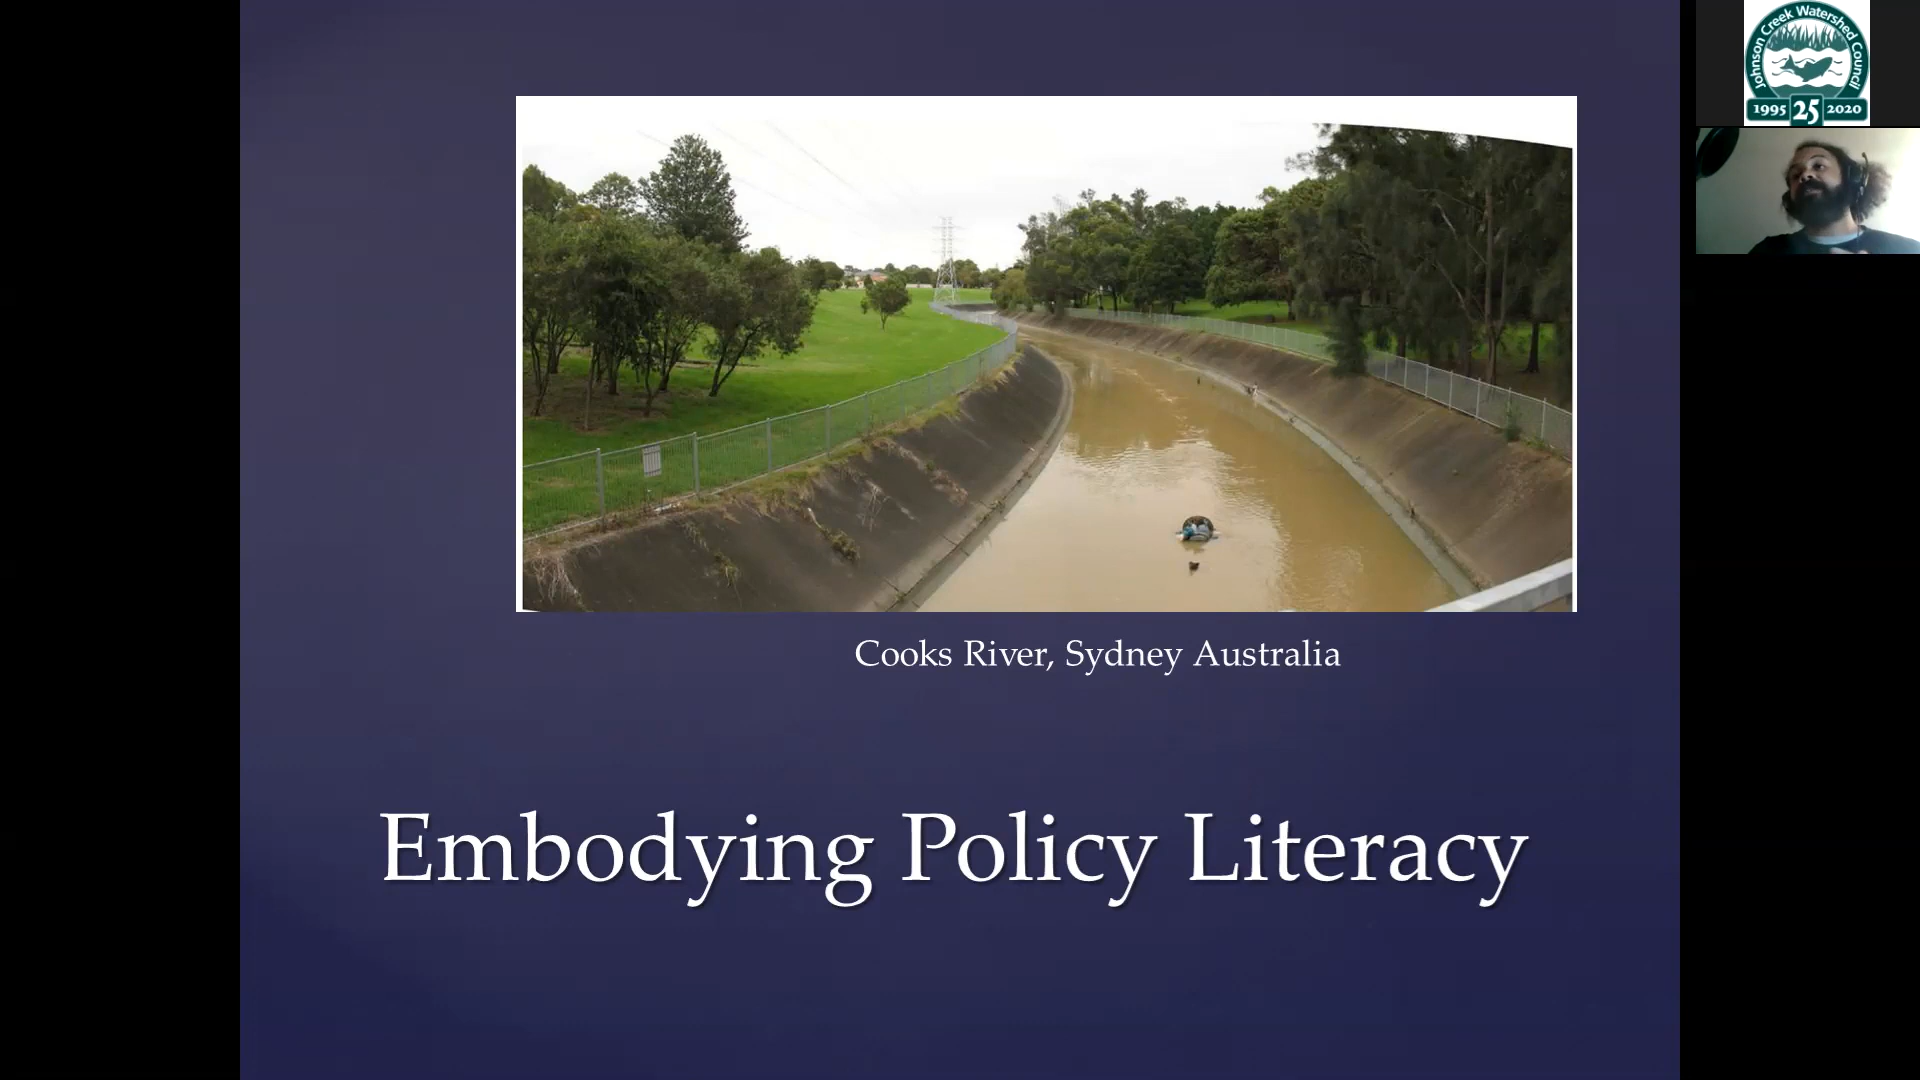 Cooks River, Sydney Australia
Embodying Policy Literacy
Johnson Creek Watershed Council
1995 25 2020